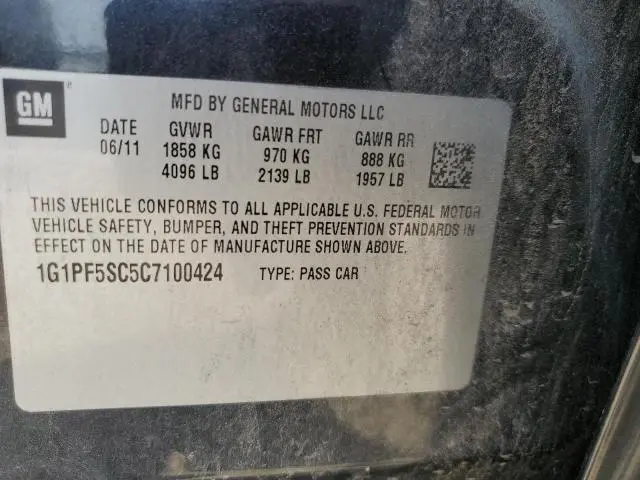 GM ®
MFD BY GENERAL MOTORS LLC
DATE GVWR GAWR FRT GAWR RR
06/11 1858 KG 970 KG 888 KG
4096 LB 2139 LB 1957 LB
THIS VEHICLE CONFORMS TO ALL APPLICABLE U.S. FEDERAL MOTOR
VEHICLE SAFETY, BUMPER, AND THEFT PREVENTION STANDARDS IN
EFFECT ON THE DATE OF MANUFACTURE SHOWN ABOVE.
1G1PF5SC5C7100424 TYPE: PASS CAR